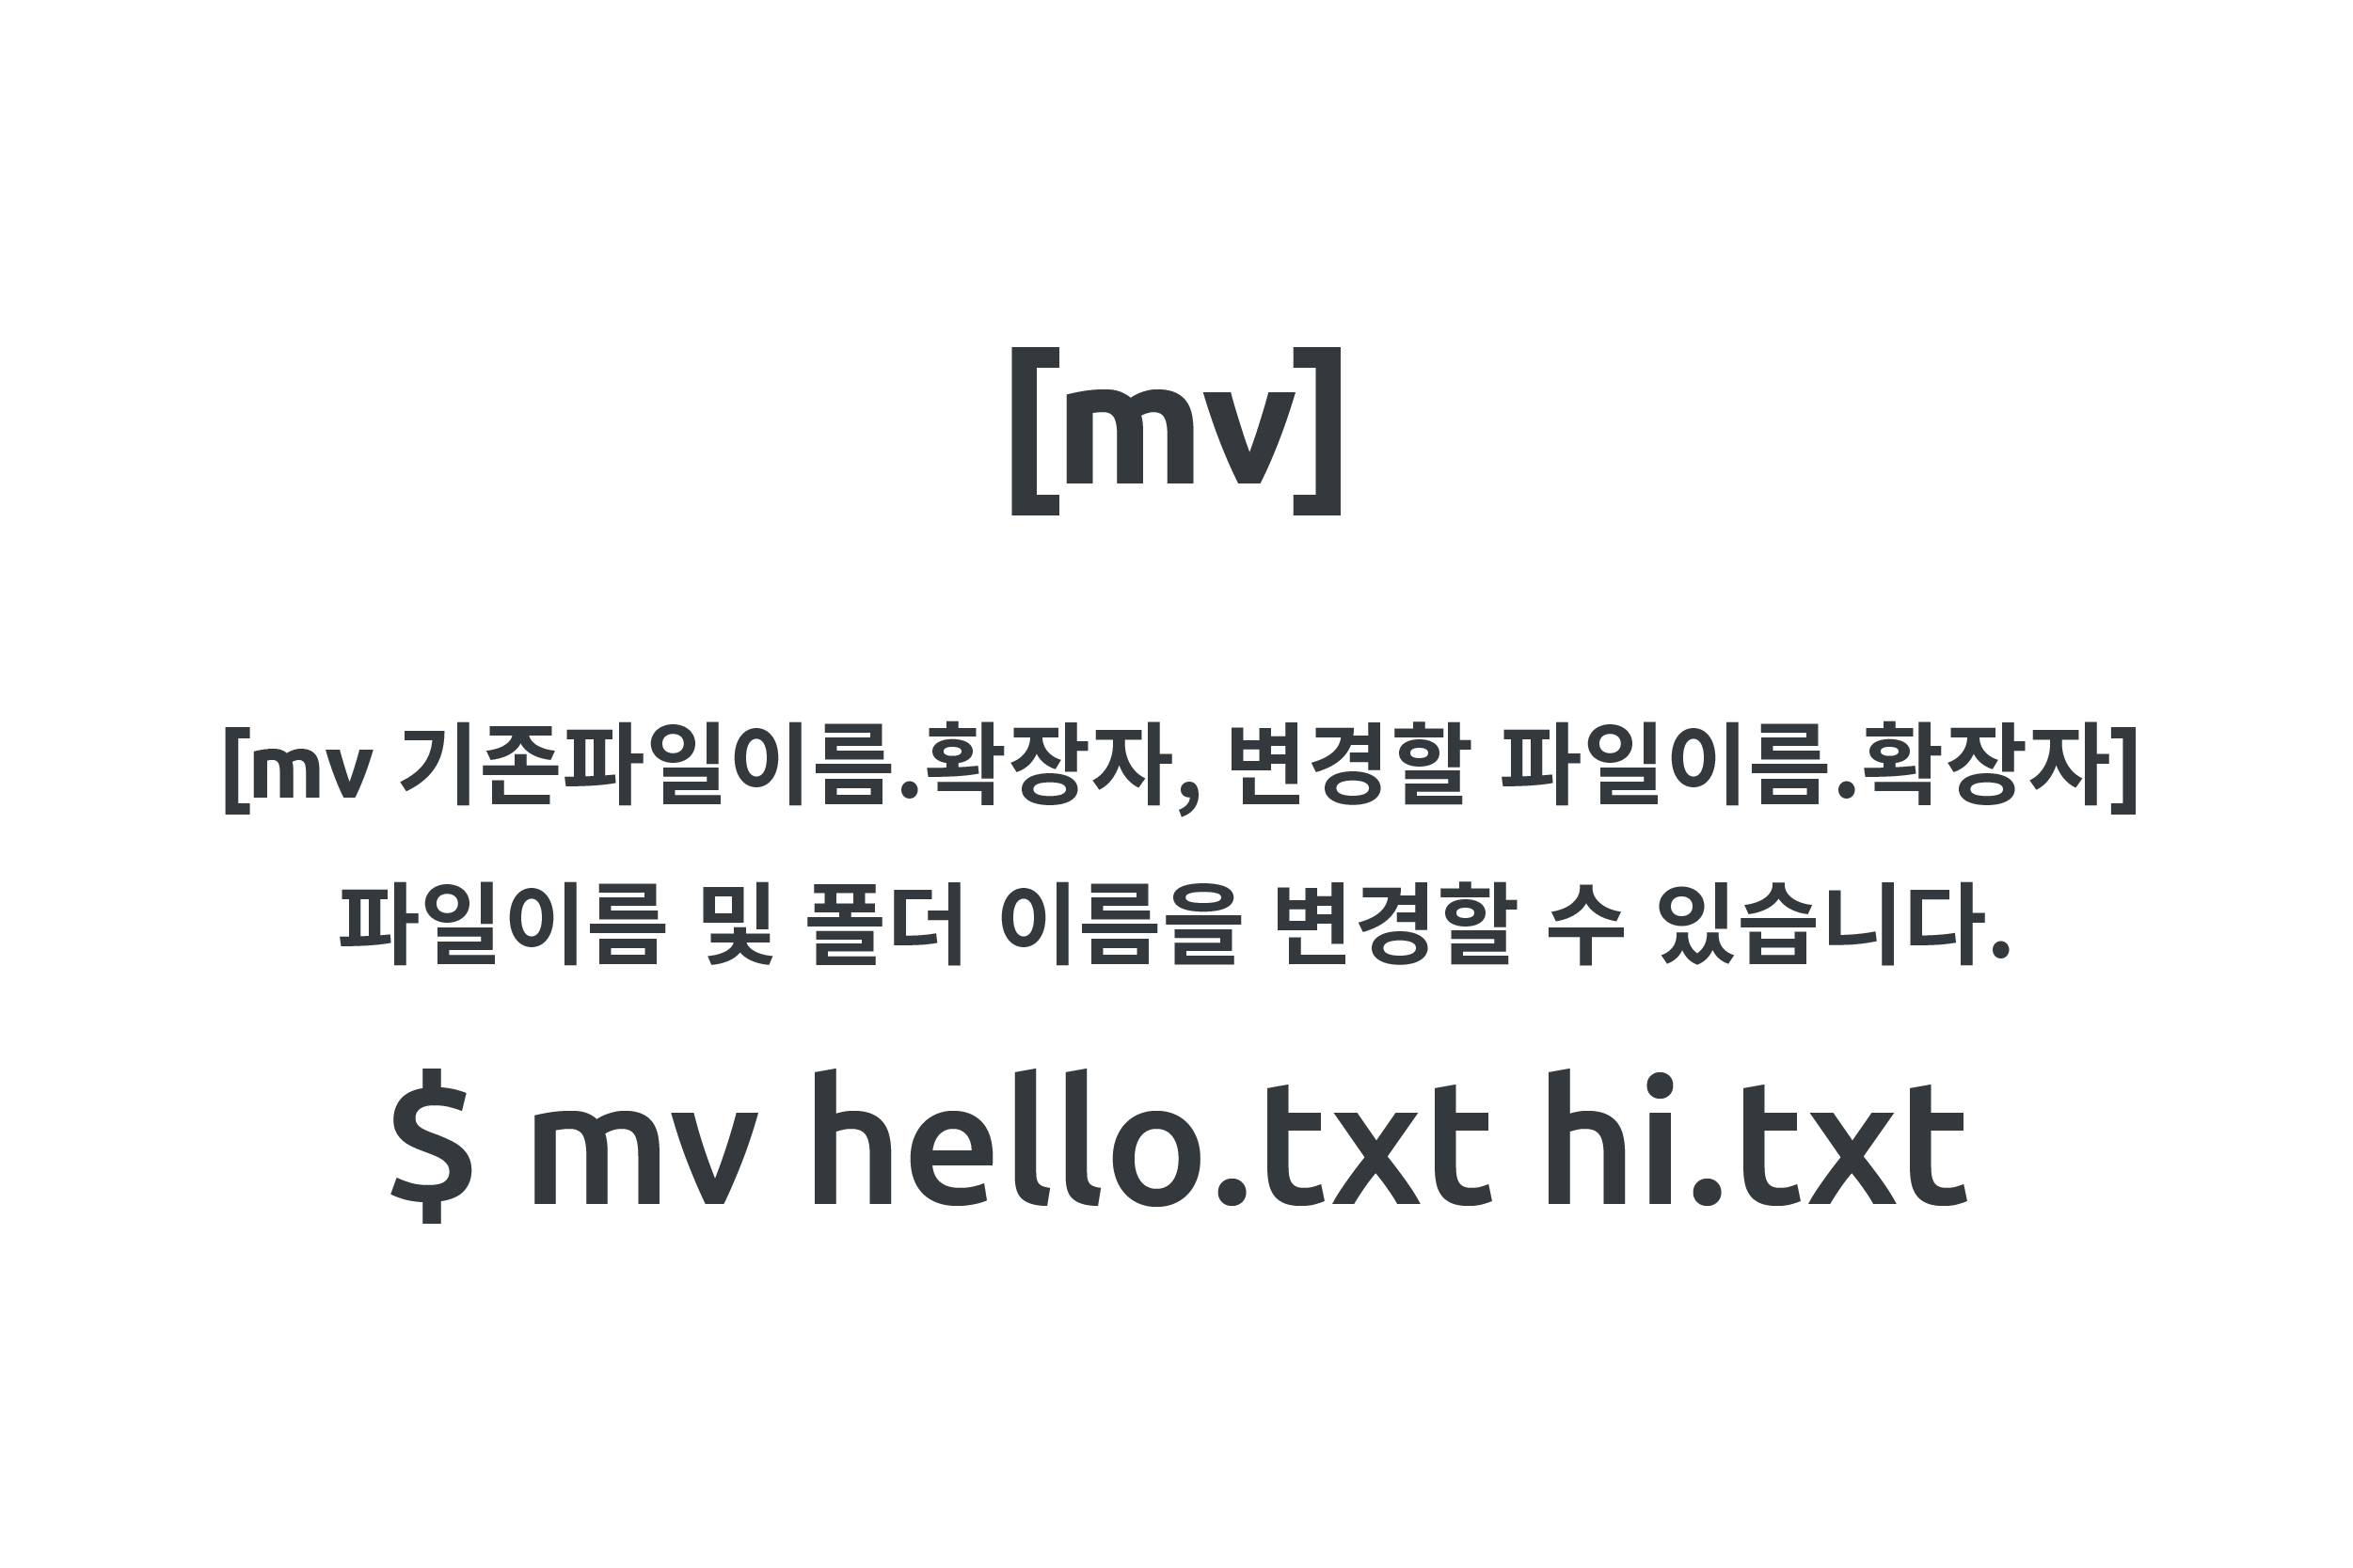 [mv]
[mv 기존파일이름.확장자, 변경할 파일이름.확장자]
파일이름 및 폴더 이름을 변경할 수 있습니다.
$ mv hello.txt hi.txt